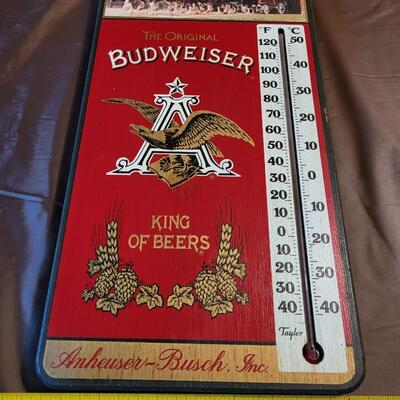 THE ORIGINAL
BUDWEISER
A
KING
OF BEERS
Anheuser-Busch, Inc.
°F °C
120 50
110
100 40
90
80 30
70
60 20
50 10
40
30 0
20
10 10
0
10 20
20 30
30
40 40
Taylor